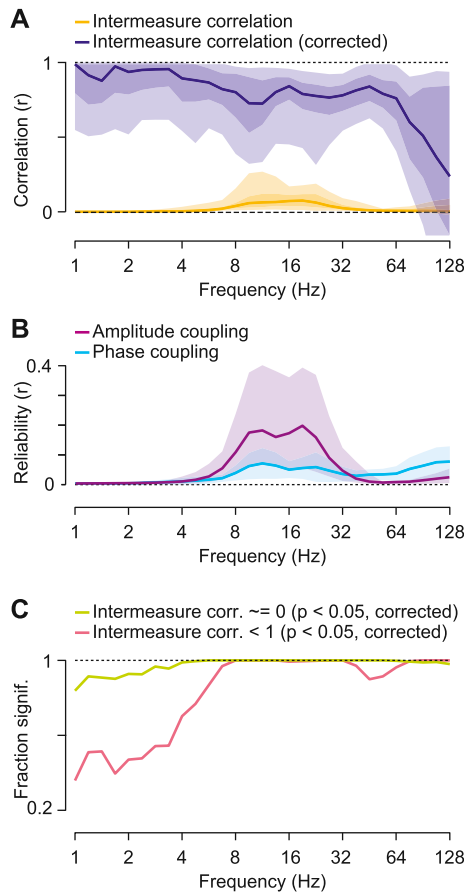 A
Intermeasure correlation
Intermeasure correlation (corrected)
1
Correlation (r)
0
1 2 4 8 16 32 64 128
Frequency (Hz)
B
Amplitude coupling
Phase coupling
0.4
Reliability (r)
0
1 2 4 8 16 32 64 128
Frequency (Hz)
C
Intermeasure corr. ~= 0 (p < 0.05, corrected)
Intermeasure corr. < 1 (p < 0.05, corrected)
1
Fraction signif.
0.2
1 2 4 8 16 32 64 128
Frequency (Hz)